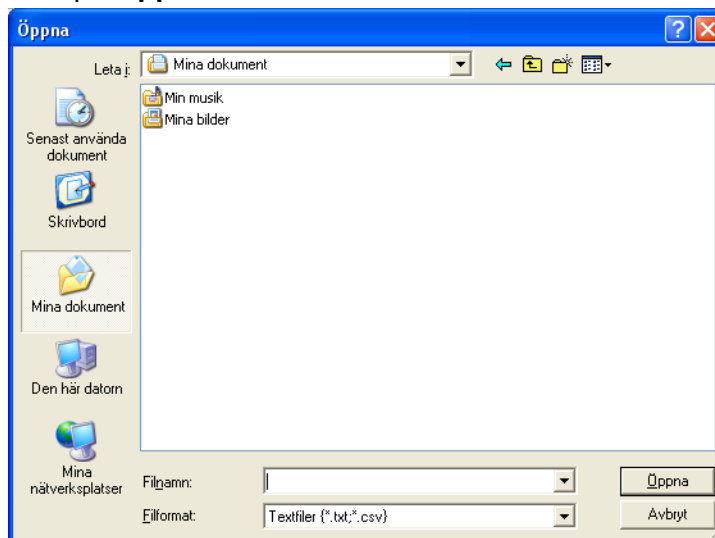 Öppna
Leta i:
Mina dokument
Min musik
Mina bilder
Senast använda
dokument
Skrivbord
Mina dokument
Den här datorn
Mina
nätverksplatser
Filnamn:
Öppna
Filformat:
Textfiler {*.txt;*.csv}
Avbryt